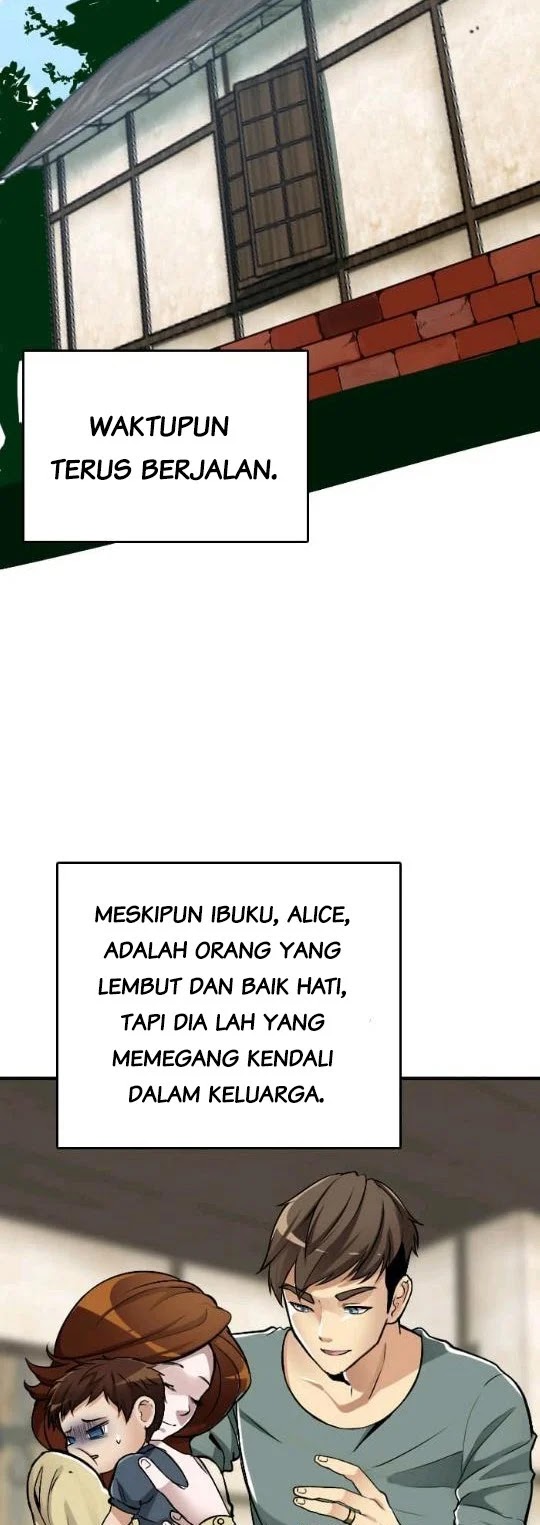 WAKTUPUN
TERUS BERJALAN.
MESKIPUN IBUKU, ALICE,
ADALAH ORANG YANG
LEMBUT DAN BAIK HATI,
TAPI DIA LAH YANG
MEMEGANG KENDALI
DALAM KELUARGA.